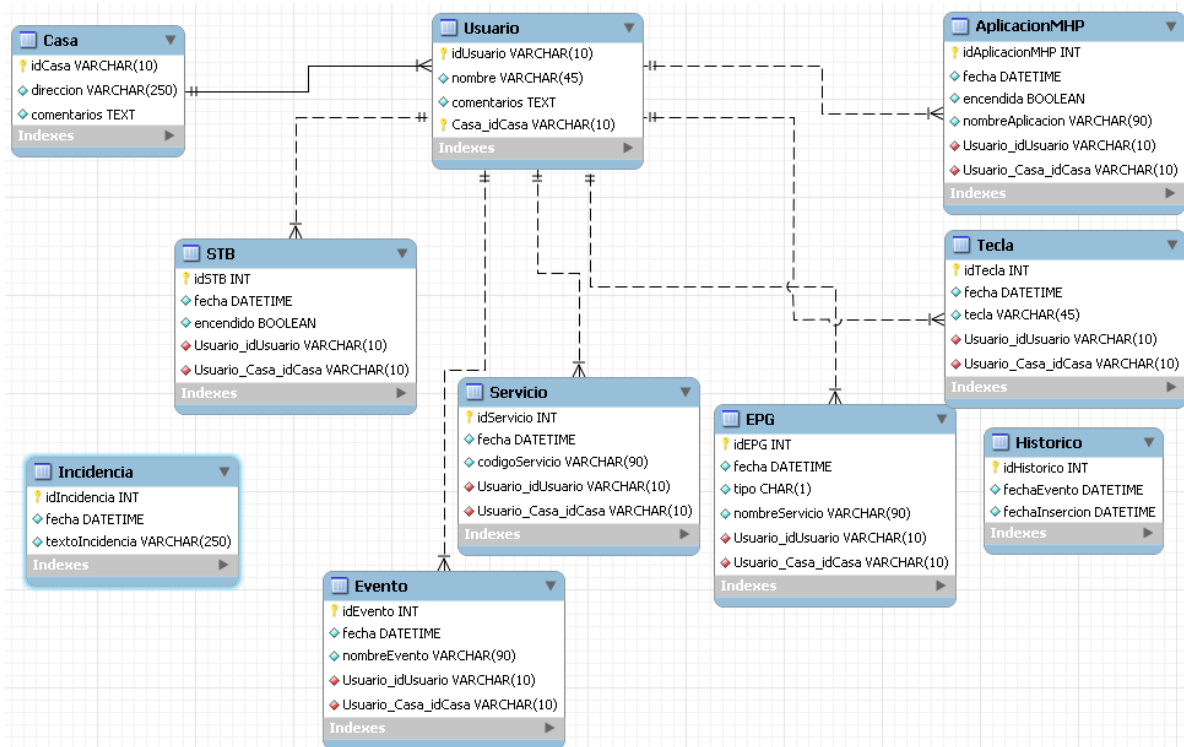 Casa
idCasa VARCHAR(10)
direccion VARCHAR(250)
comentarios TEXT
Indexes
Usuario
idUsuario VARCHAR(10)
nombre VARCHAR(45)
comentarios TEXT
Casa_idCasa VARCHAR(10)
Indexes
AplicacionMHP
idAplicacionMHP INT
fecha DATETIME
encendida BOOLEAN
nombreAplicacion VARCHAR(90)
Usuario_idUsuario VARCHAR(10)
Usuario_Casa_idCasa VARCHAR(10)
Indexes
STB
idSTB INT
fecha DATETIME
encendido BOOLEAN
Usuario_idUsuario VARCHAR(10)
Usuario_Casa_idCasa VARCHAR(10)
Indexes
Tecla
idTecla INT
fecha DATETIME
tecla VARCHAR(45)
Usuario_idUsuario VARCHAR(10)
Usuario_Casa_idCasa VARCHAR(10)
Indexes
Servicio
idServicio INT
fecha DATETIME
codigoServicio VARCHAR(90)
Usuario_idUsuario VARCHAR(10)
Usuario_Casa_idCasa VARCHAR(10)
Indexes
EPG
idEPG INT
fecha DATETIME
tipo CHAR(1)
nombreServicio VARCHAR(90)
Usuario_idUsuario VARCHAR(10)
Usuario_Casa_idCasa VARCHAR(10)
Indexes
Historico
idHistorico INT
fechaEvento DATETIME
fechaInsercion DATETIME
Indexes
Incidencia
idIncidencia INT
fecha DATETIME
textoIncidencia VARCHAR(250)
Indexes
Evento
idEvento INT
fecha DATETIME
nombreEvento VARCHAR(90)
Usuario_idUsuario VARCHAR(10)
Usuario_Casa_idCasa VARCHAR(10)
Indexes